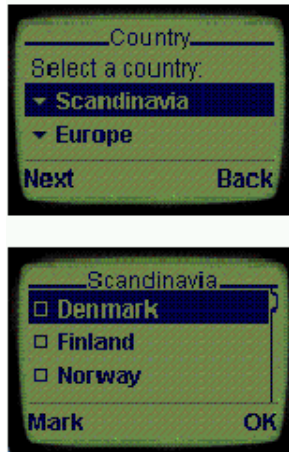 Country
Select a country:
Scandinavia
Europe
Next Back
Scandinavia
Denmark
Finland
Norway
Mark OK